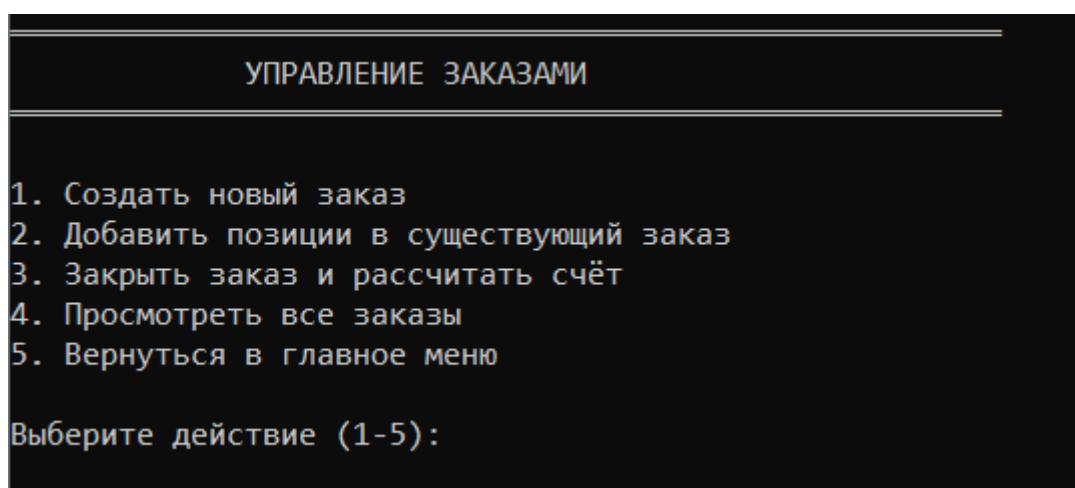 УПРАВЛЕНИЕ ЗАКАЗАМИ
1. Создать новый заказ
2. Добавить позиции в существующий заказ
3. Закрыть заказ и рассчитать счёт
4. Просмотреть все заказы
5. Вернуться в главное меню
Выберите действие (1-5):